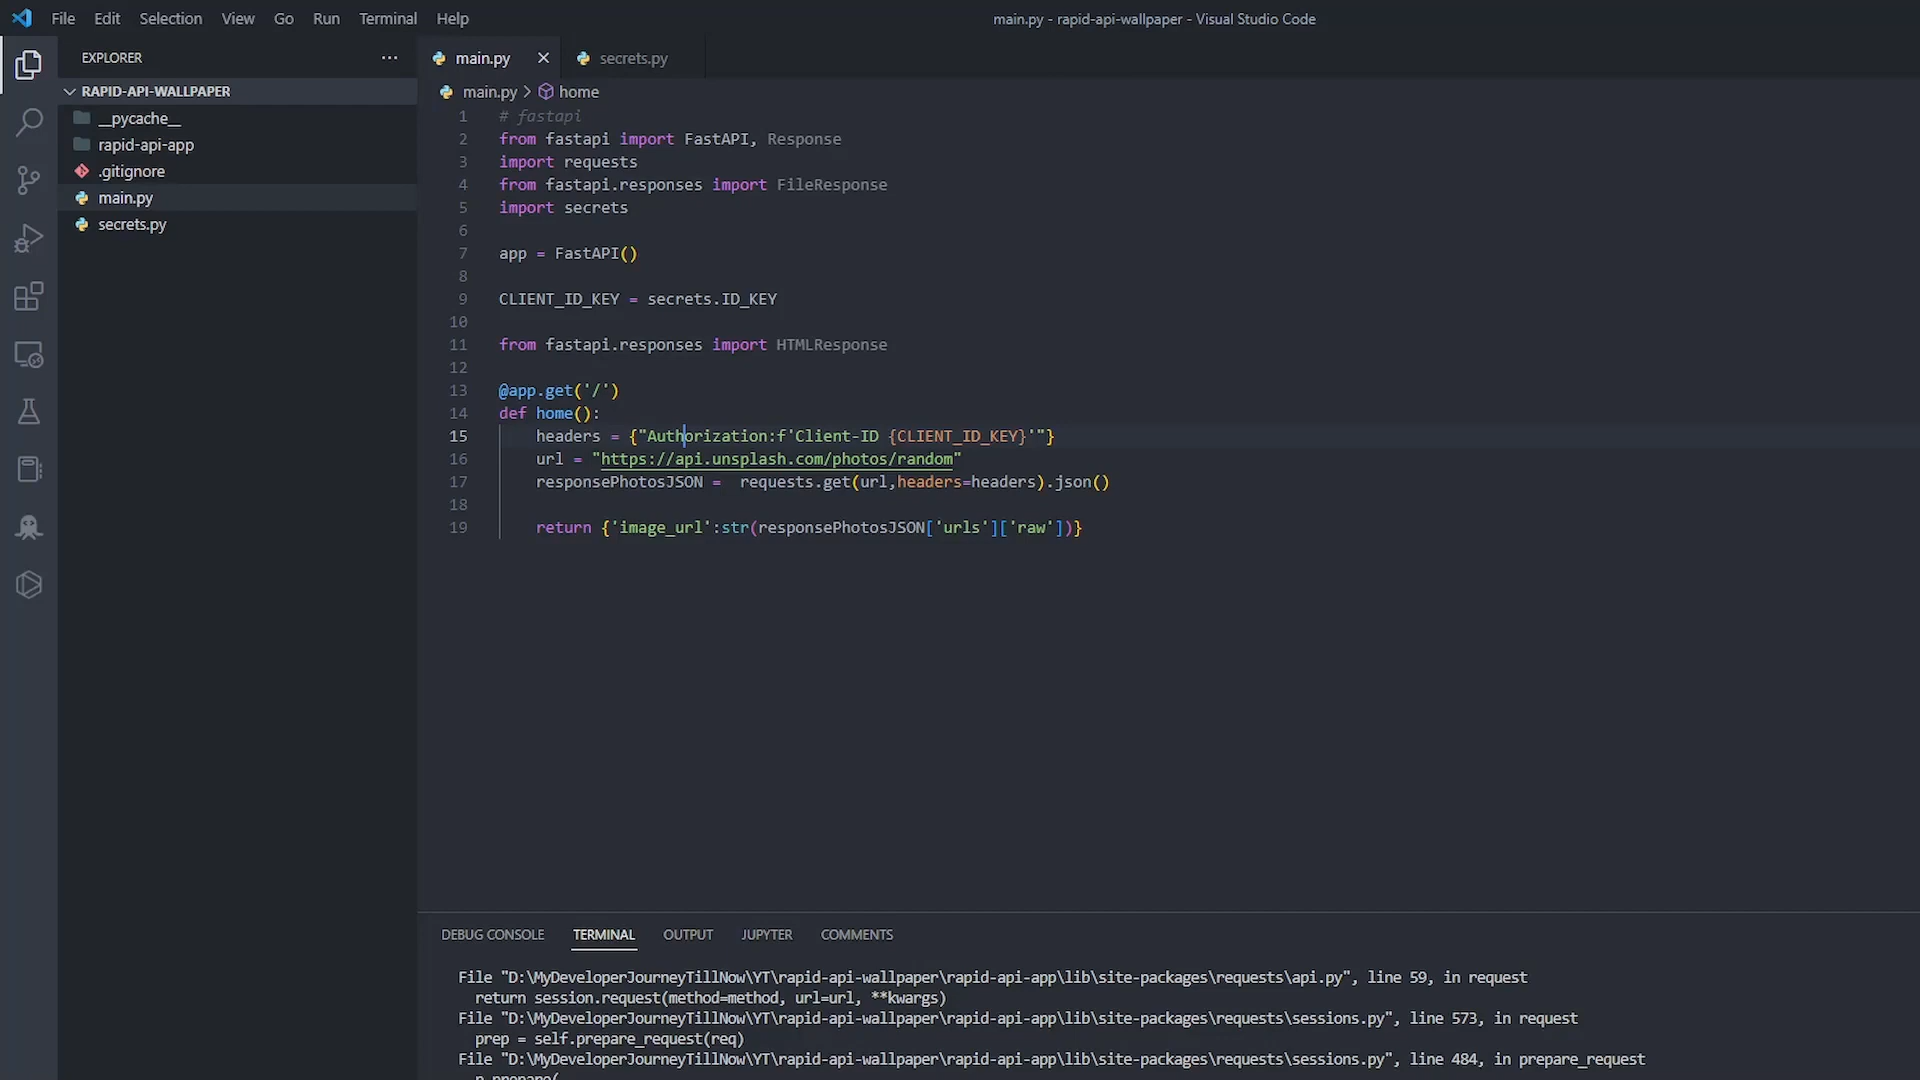 File Edit Selection View Go Run Terminal Help
main.py - rapid-api-wallpaper - Visual Studio Code
EXPLORER
RAPID-API-WALLPAPER
__pycache__
rapid-api-app
.gitignore
main.py
secrets.py
main.py
secrets.py
main.py > home
1 # fastapi
2 from fastapi import FastAPI, Response
3 import requests
4 from fastapi.responses import FileResponse
5 import secrets
6
7 app = FastAPI()
8
9 CLIENT_ID_KEY = secrets.ID_KEY
10
11 from fastapi.responses import HTMLResponse
12
13 @app.get('/')
14 def home():
15 headers = {"Authorization:f'Client-ID {CLIENT_ID_KEY}'"}
16 url = "https://api.unsplash.com/photos/random"
17 responsePhotosJSON =  requests.get(url,headers=headers).json()
18
19 return {'image_url':str(responsePhotosJSON['urls']['raw'])}
DEBUG CONSOLE TERMINAL OUTPUT JUPYTER COMMENTS
File "D:\MyDeveloperJourneyTillNow\YT\rapid-api-wallpaper\rapid-api-app\lib\site-packages\requests\api.py", line 59, in request
return session.request(method=method, url=url, **kwargs)
File "D:\MyDeveloperJourneyTillNow\YT\rapid-api-wallpaper\rapid-api-app\lib\site-packages\requests\sessions.py", line 573, in request
prep = self.prepare_request(req)
File "D:\MyDeveloperJourneyTillNow\YT\rapid-api-wallpaper\rapid-api-app\lib\site-packages\requests\sessions.py", line 484, in prepare_request
p.prepare(